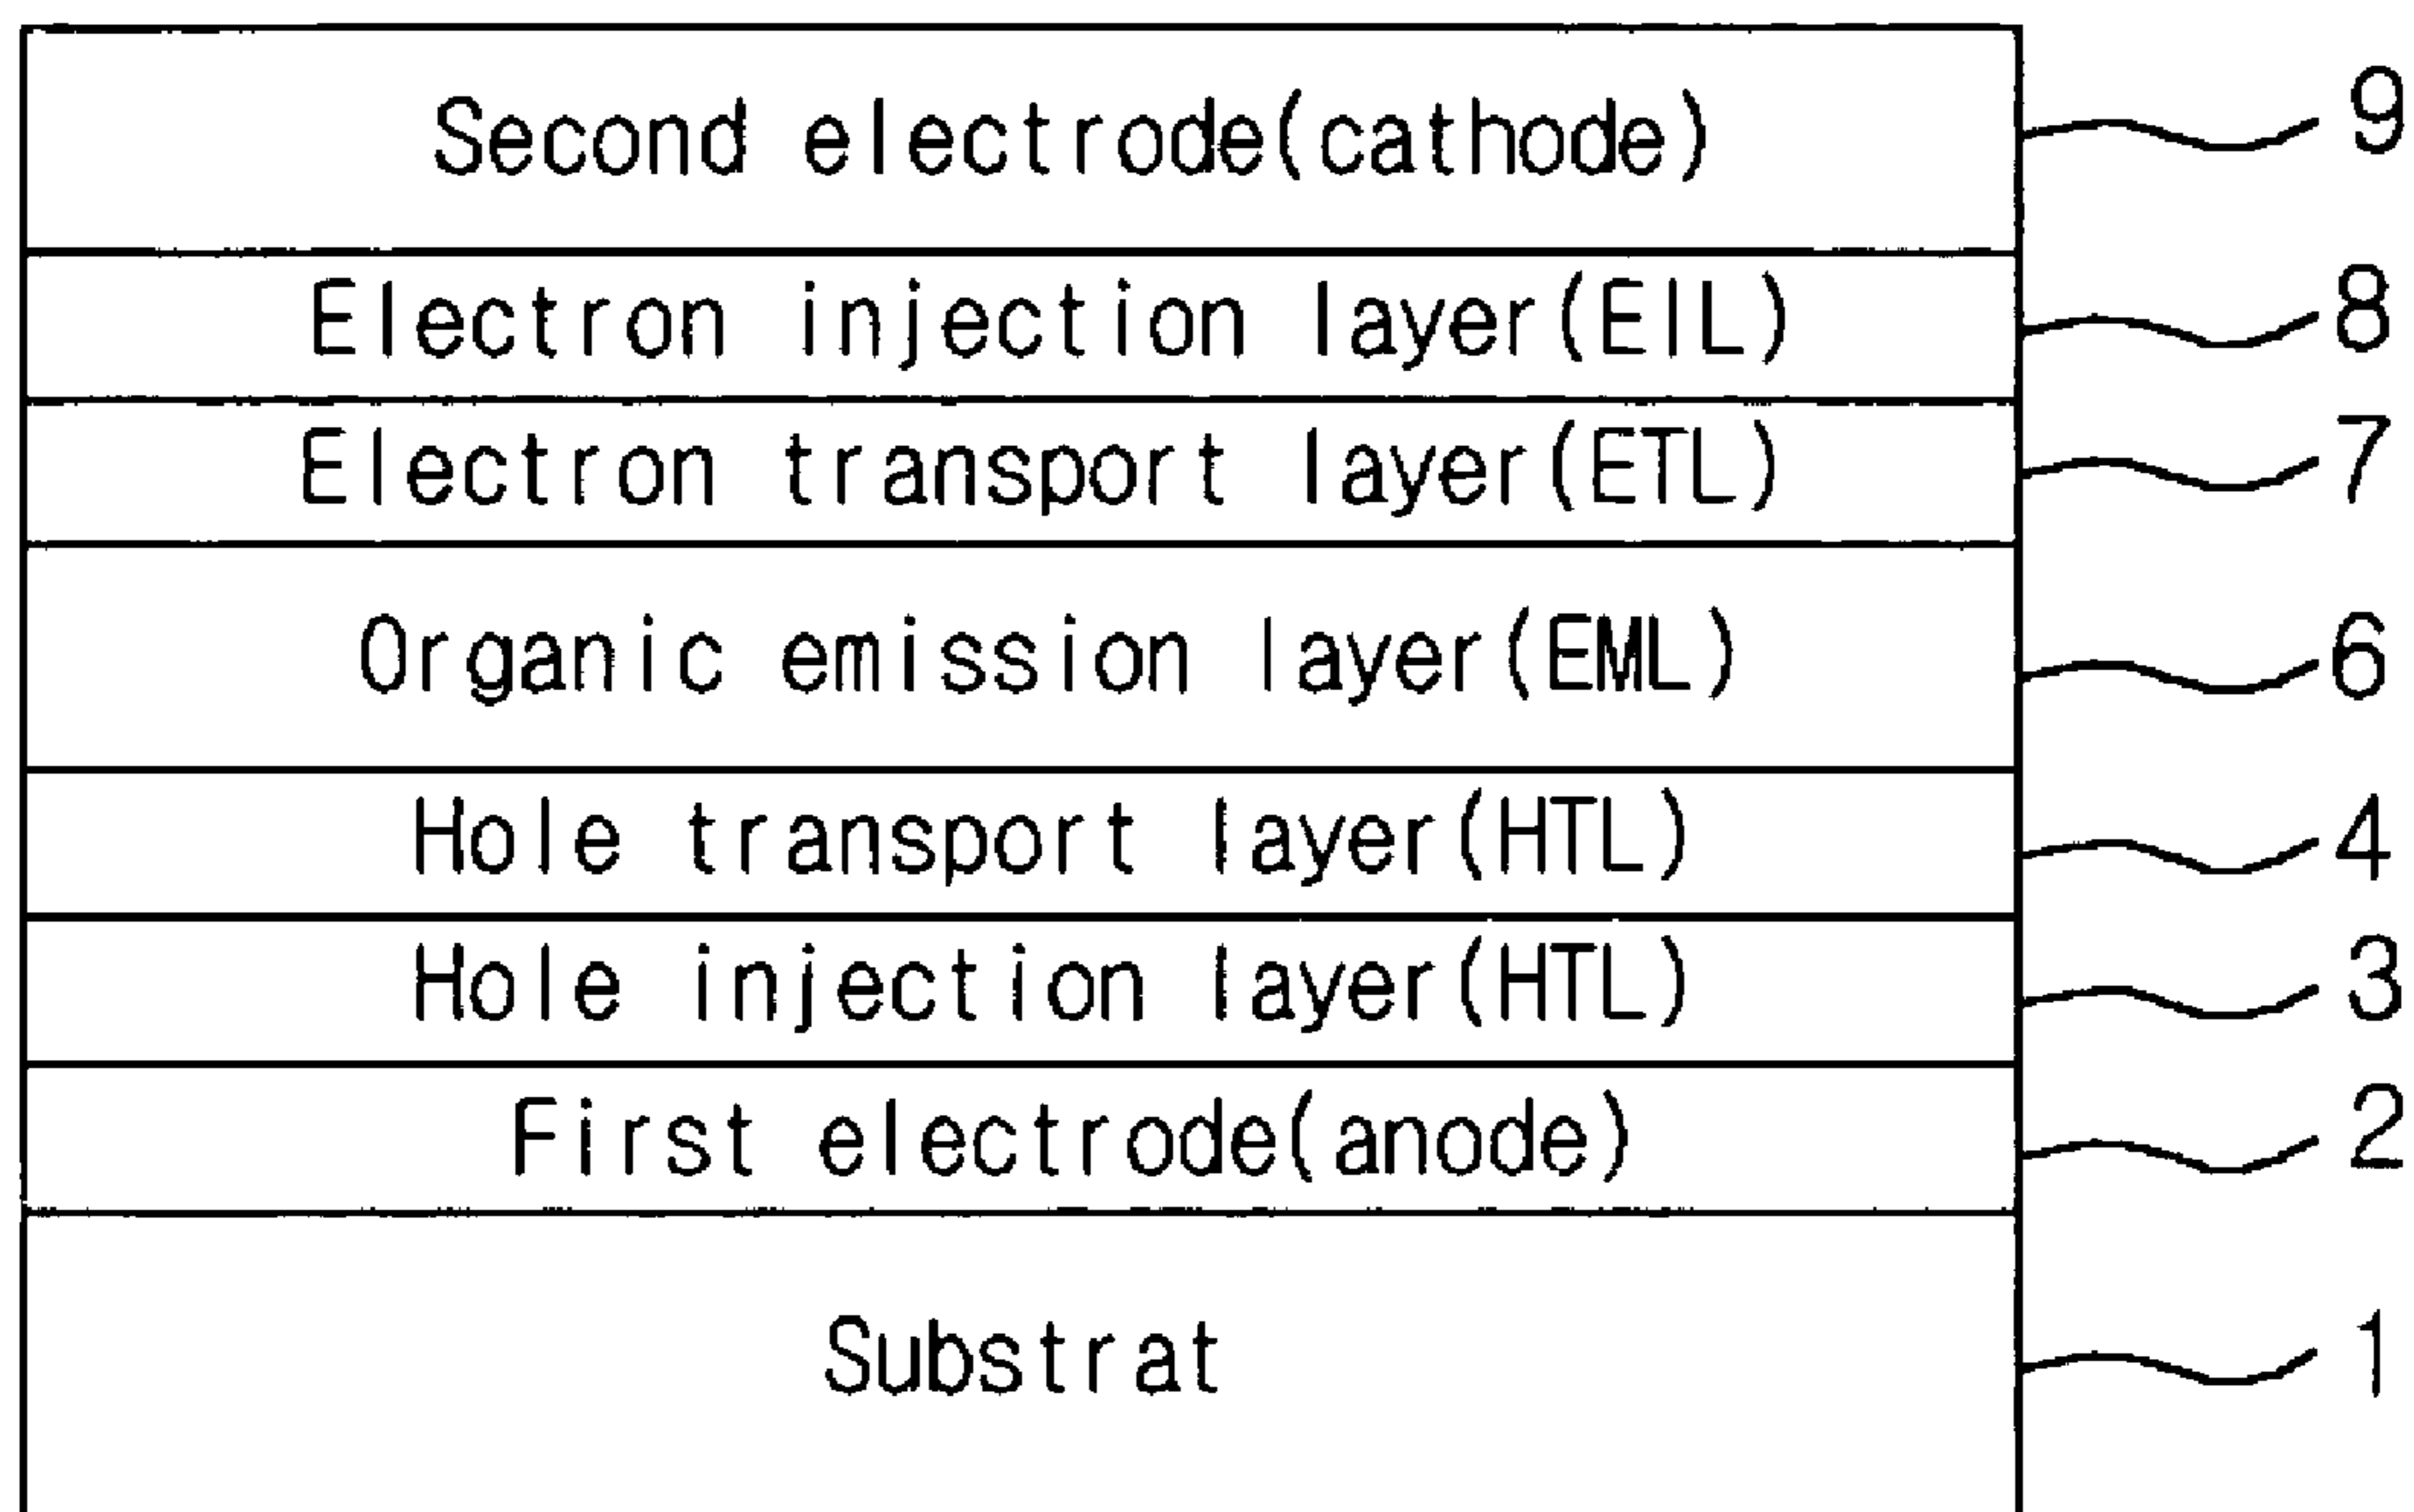 Second electrode(cathode) 9
Electron injection layer(EIL) 8
Electron transport layer(ETL) 7
Organic emission layer(EML) 6
Hole transport layer(HTL) 4
Hole injection layer(HTL) 3
First electrode(anode) 2
Substrat 1